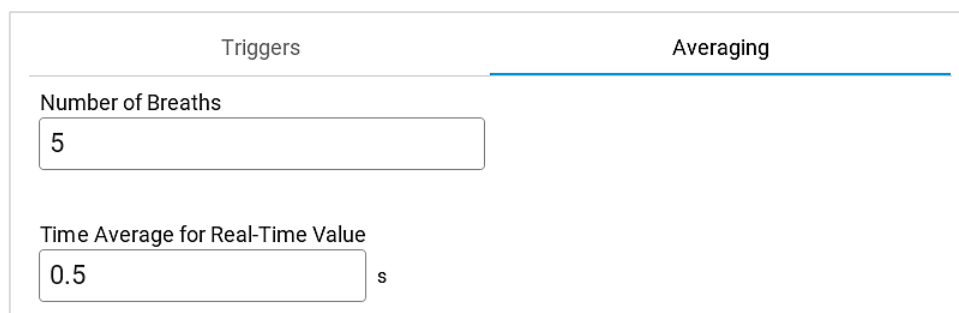 Triggers Averaging
Number of Breaths
5
Time Average for Real-Time Value
0.5 s